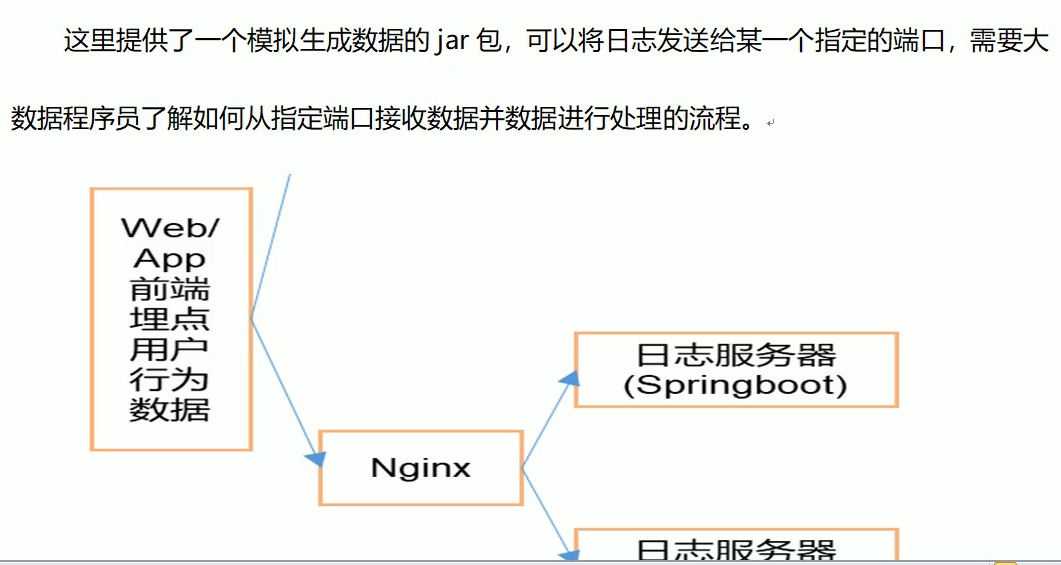 这里提供了一个模拟生成数据的 jar 包，可以将日志发送给某一个指定的端口，需要大
数据程序员了解如何从指定端口接收数据并数据进行处理的流程。
Web/
App
前端
埋点
用户
行为
数据
日志服务器
(Springboot)
Nginx
日志服务器